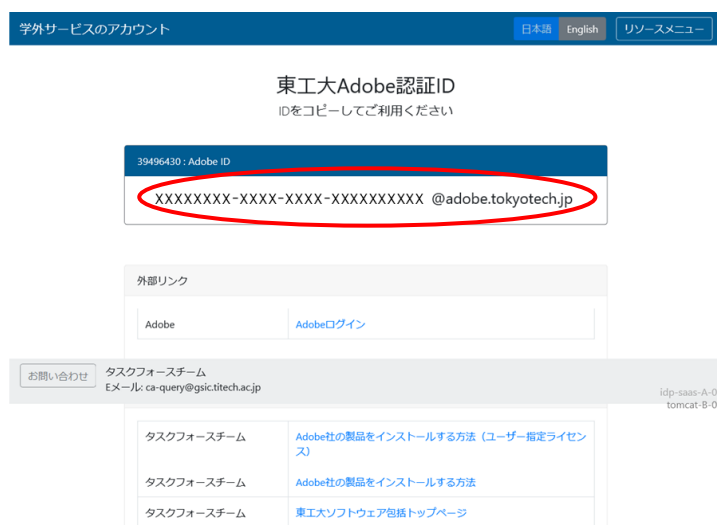 学外サービスのアカウント
日本語 English リソースメニュー
東工大Adobe認証ID
IDをコピーしてご利用ください
39496430 : Adobe ID
XXXXXXXX-XXXX-XXXX-XXXXXXXXXX @adobe.tokyotech.jp
外部リンク
Adobe Adobeログイン
お問い合わせ タスクフォースチーム
Eメール: ca-query@gsic.titech.ac.jp
idp-saas-A-0
tomcat-B-0
タスクフォースチーム Adobe社の製品をインストールする方法（ユーザー指定ライセン
ス）
タスクフォースチーム Adobe社の製品をインストールする方法
タスクフォースチーム 東工大ソフトウェア包括トップページ